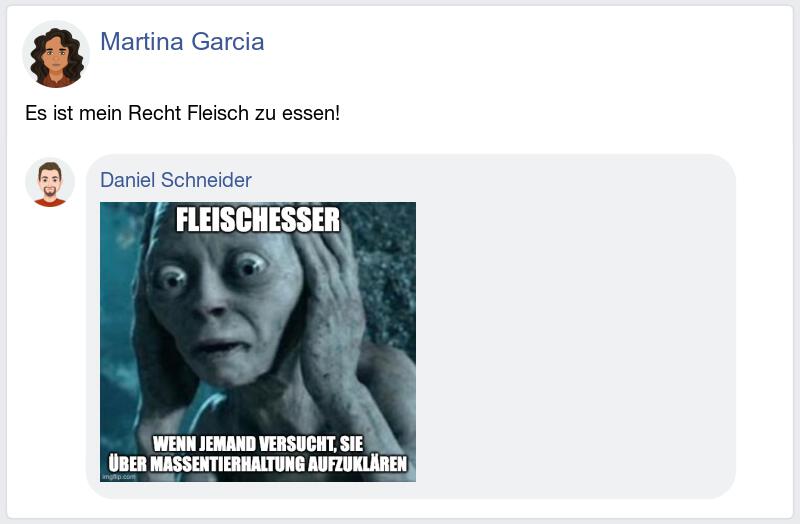 Martina Garcia
Es ist mein Recht Fleisch zu essen!
Daniel Schneider
FLEISCHESSER
WENN JEMAND VERSUCHT, SIE
ÜBER MASSENTIERHALTUNG AUFZUKLÄREN
imgflip.com